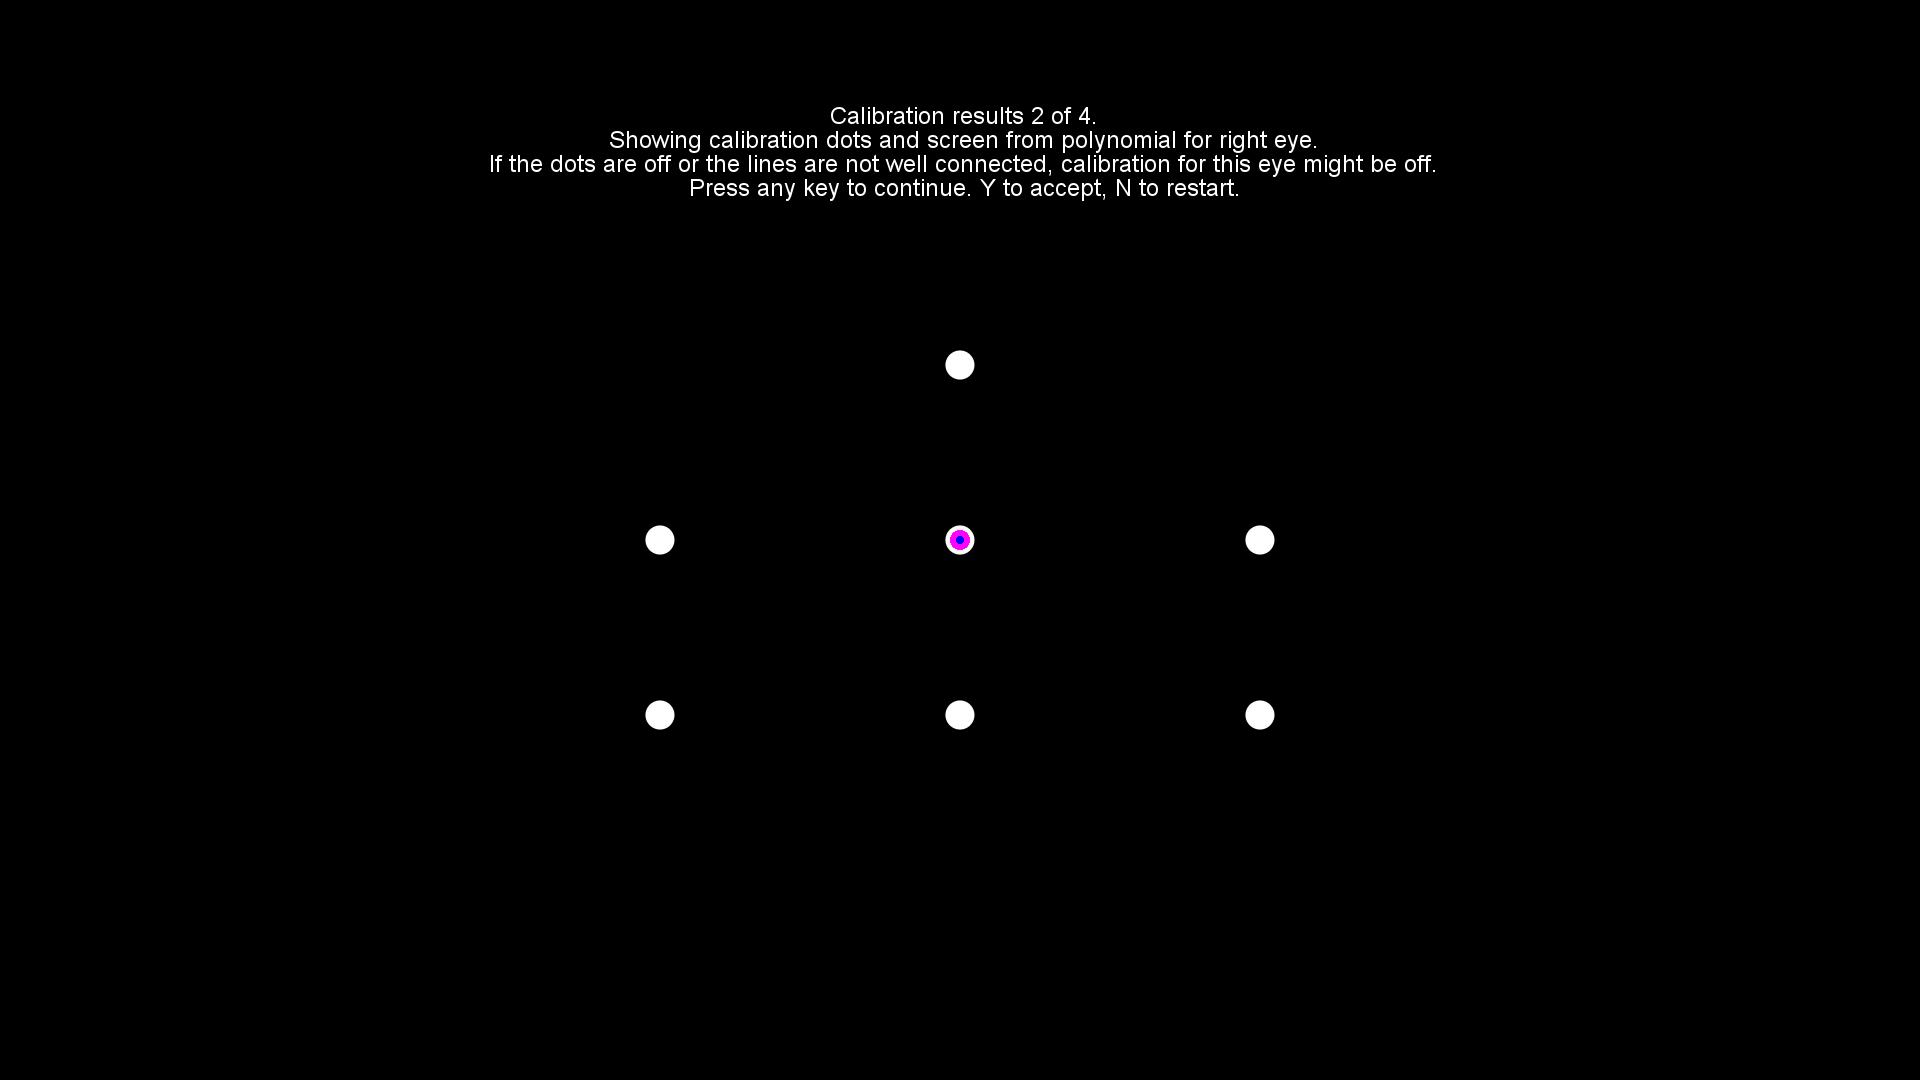 Calibration results 2 of 4.
Showing calibration dots and screen from polynomial for right eye.
If the dots are off or the lines are not well connected, calibration for this eye might be off.
Press any key to continue. Y to accept, N to restart.